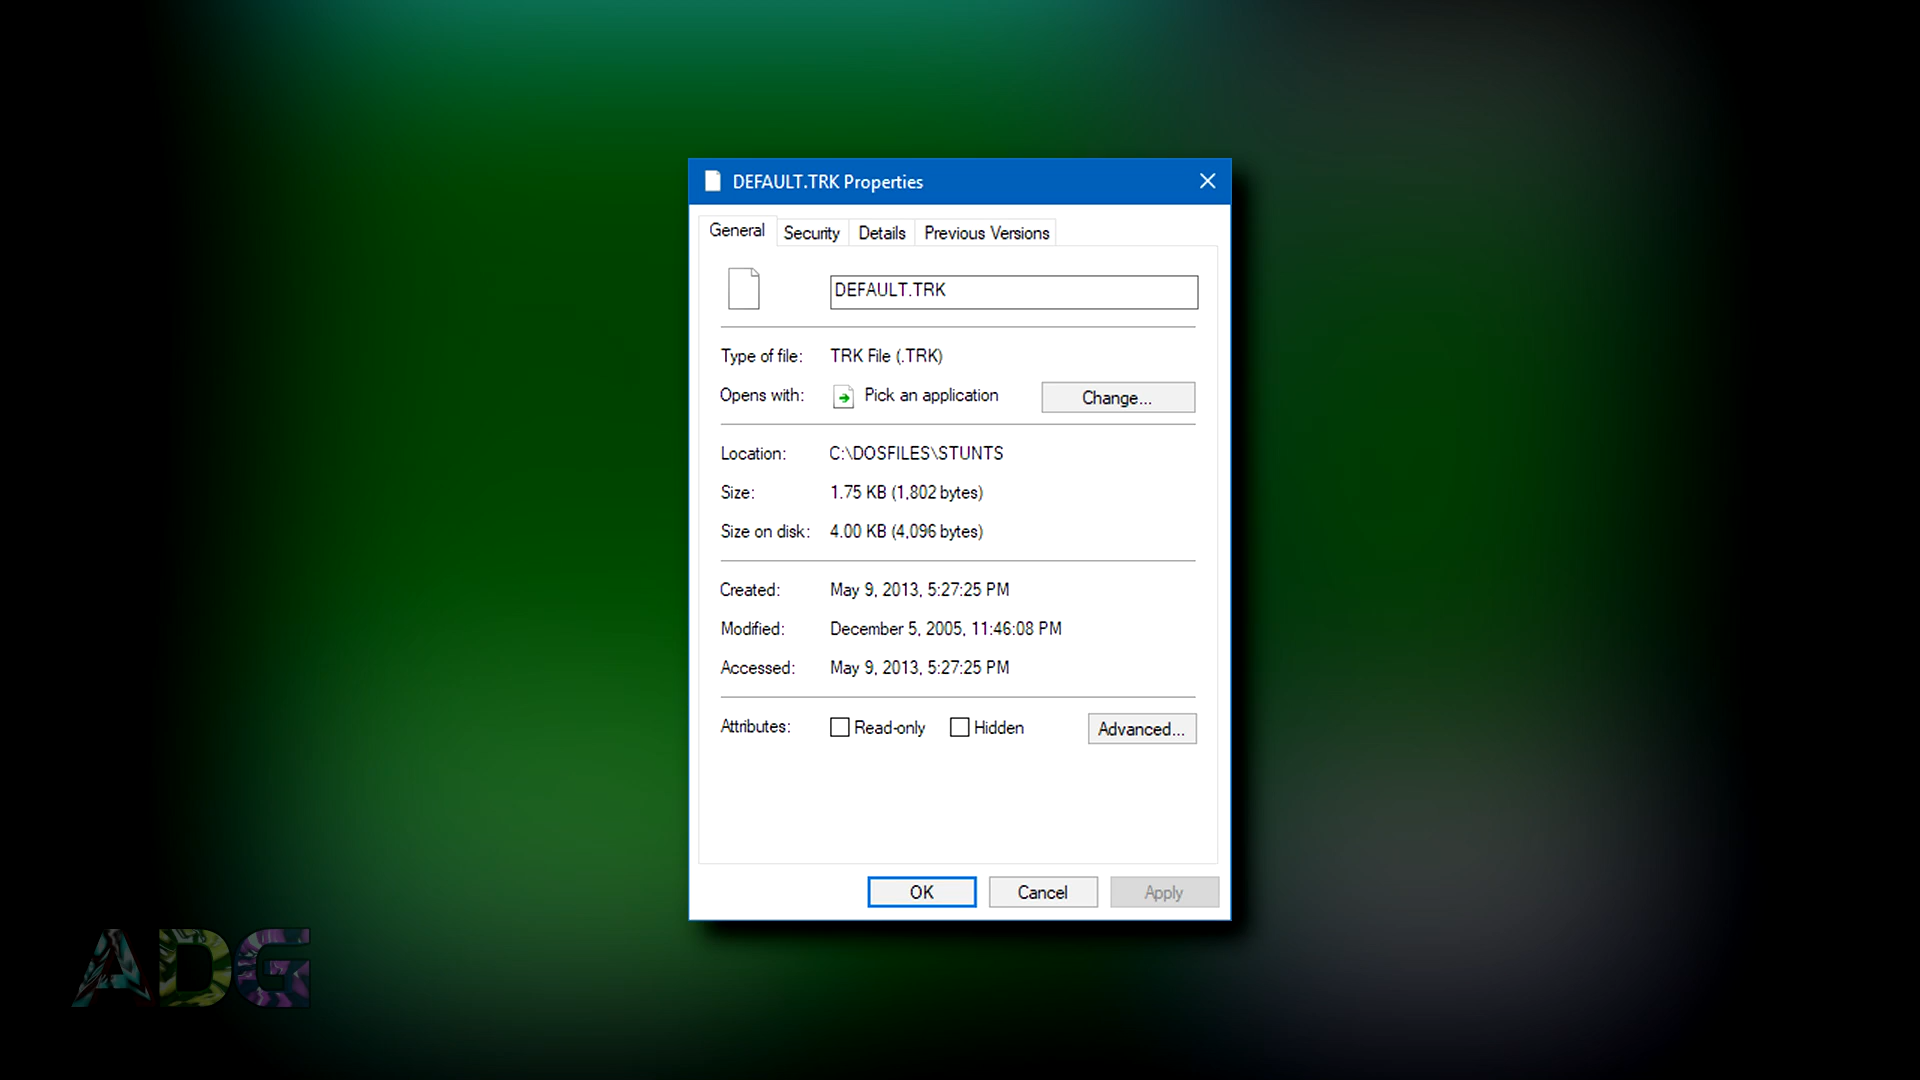 DEFAULT.TRK Properties
General Security Details Previous Versions
DEFAULT.TRK
Type of file: TRK File (.TRK)
Opens with: Pick an application Change...
Location: C:\DOSFILES\STUNTS
Size: 1.75 KB (1,802 bytes)
Size on disk: 4.00 KB (4,096 bytes)
Created: May 9, 2013, 5:27:25 PM
Modified: December 5, 2005, 11:46:08 PM
Accessed: May 9, 2013, 5:27:25 PM
Attributes: Read-only Hidden Advanced...
OK Cancel Apply
ADG